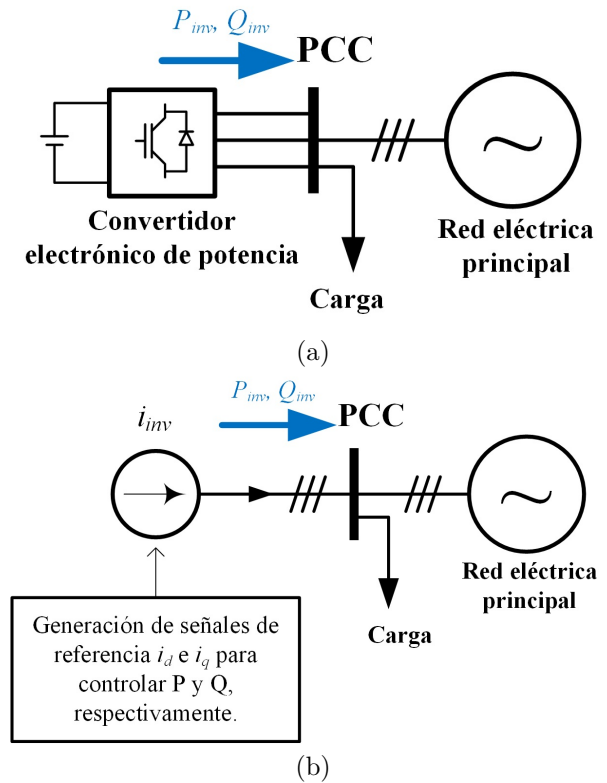 P_inv, Q_inv
PCC
Convertidor
electrónico de potencia
Red eléctrica
principal
Carga
(a)
P_inv, Q_inv
PCC
i_inv
Red eléctrica
principal
Carga
Generación de señales de
referencia i_d e i_q para
controlar P y Q,
respectivamente.
(b)